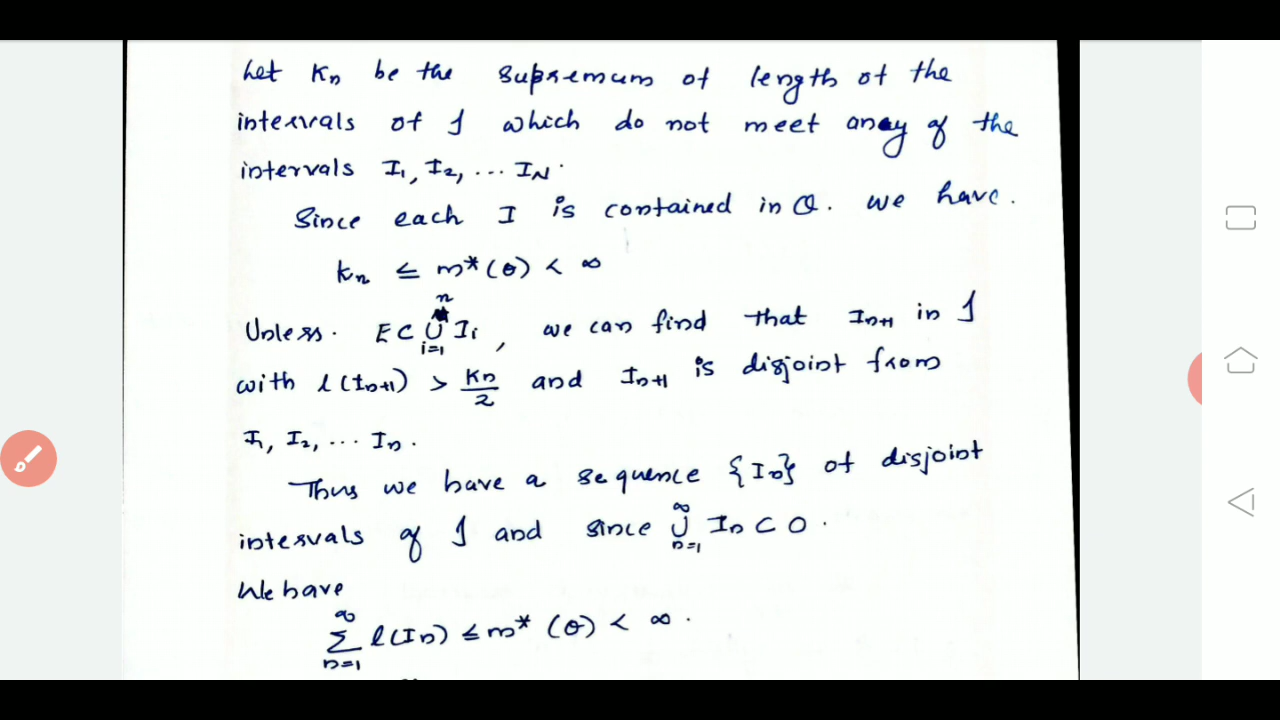 Let Kn be the supremum of length of the
intervals of J which do not meet any of the
intervals I1, I2, ... IN.
Since each I is contained in O. we have.
kn ≤ m*(O) < ∞
Unless. E ⊂ ⋃ᵢ₌₁ⁿ Ii, we can find that In+1 in J
with l(In+1) > Kn/2 and In+1 is disjoint from
I1, I2, ... In.
Thus we have a sequence {In} of disjoint
intervals of J and since ⋃ₙ₌₁^∞ In ⊂ O.
We have
∑ₙ₌₁^∞ l(In) ≤ m*(O) < ∞.